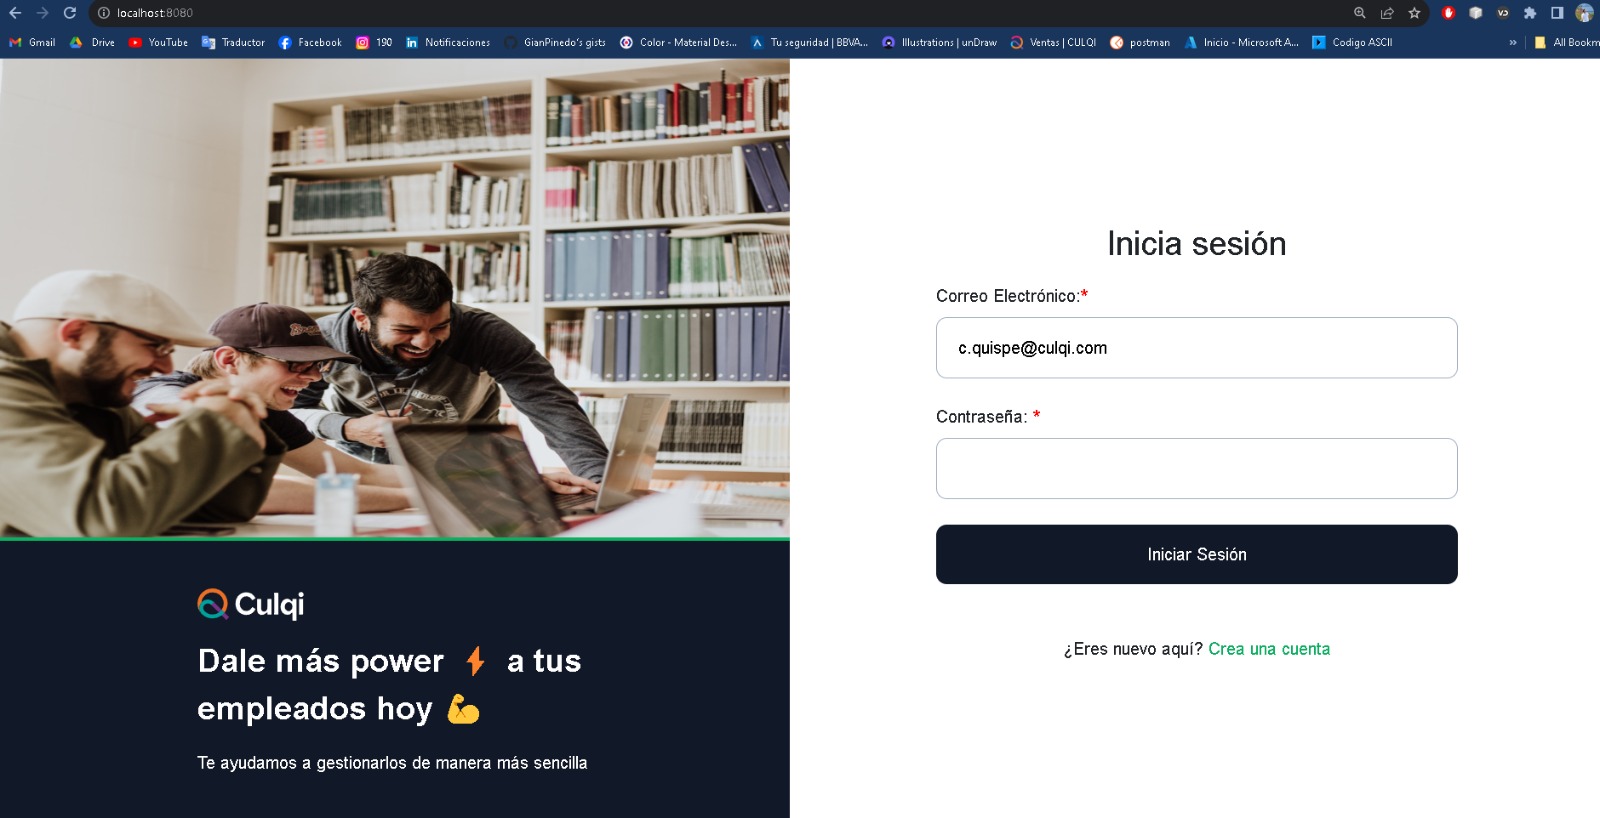 localhost:8080
Gmail Drive YouTube Traductor Facebook 190 Notificaciones GianPinedo's gists Color - Material Des... Tu seguridad | BBVA... Illustrations | unDraw Ventas | CULQI postman Inicio - Microsoft A... Codigo ASCII » All Bookm
Inicia sesión
Correo Electrónico:*
c.quispe@culqi.com
Contraseña: *
Iniciar Sesión
¿Eres nuevo aquí? Crea una cuenta
Culqi
Dale más power ⚡ a tus
empleados hoy 💪
Te ayudamos a gestionarlos de manera más sencilla